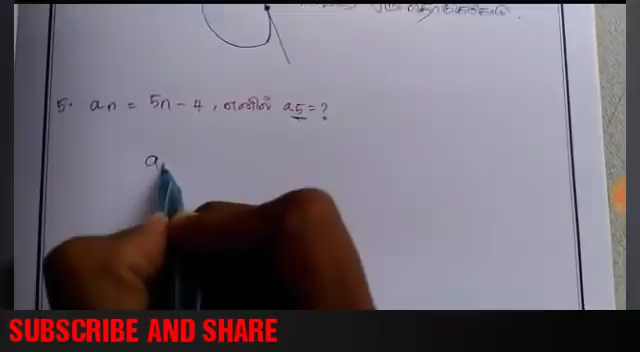 5. an = 5n - 4, எனில் a5 = ?
a
SUBSCRIBE AND SHARE